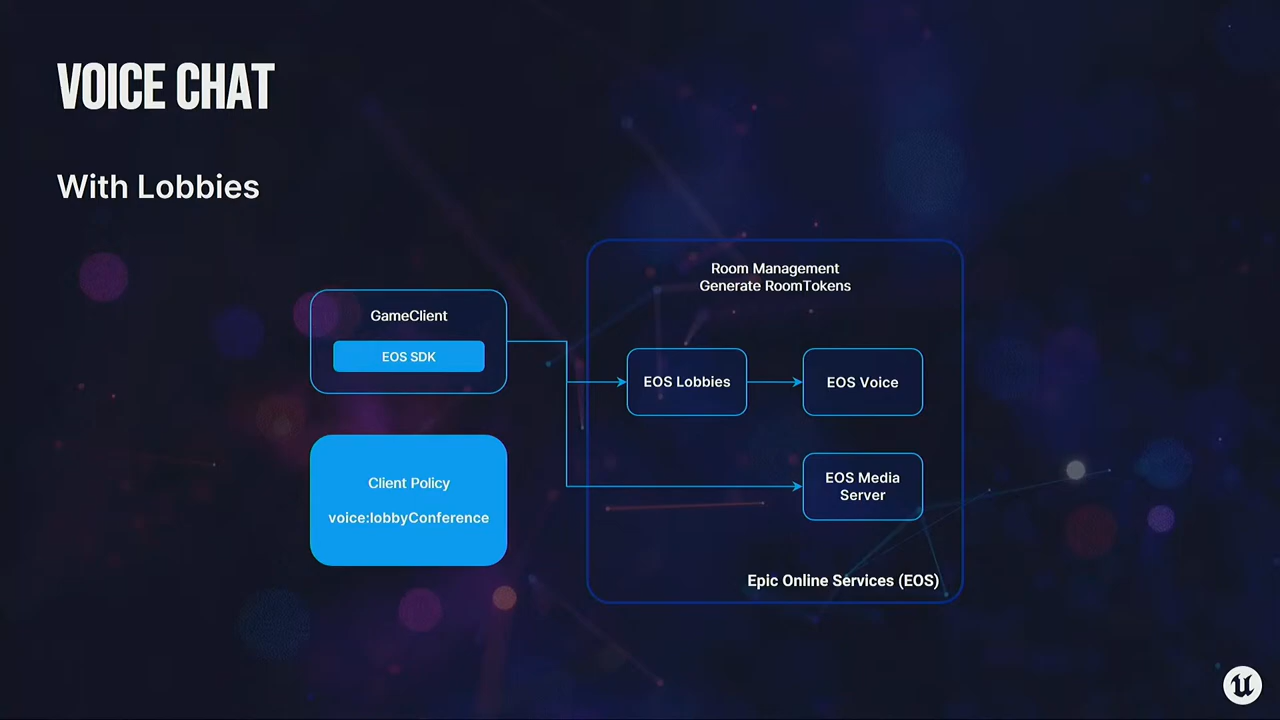 VOICE CHAT
With Lobbies
GameClient
EOS SDK
Client Policy
voice:lobbyConference
Room Management
Generate RoomTokens
EOS Lobbies
EOS Voice
EOS Media
Server
Epic Online Services (EOS)